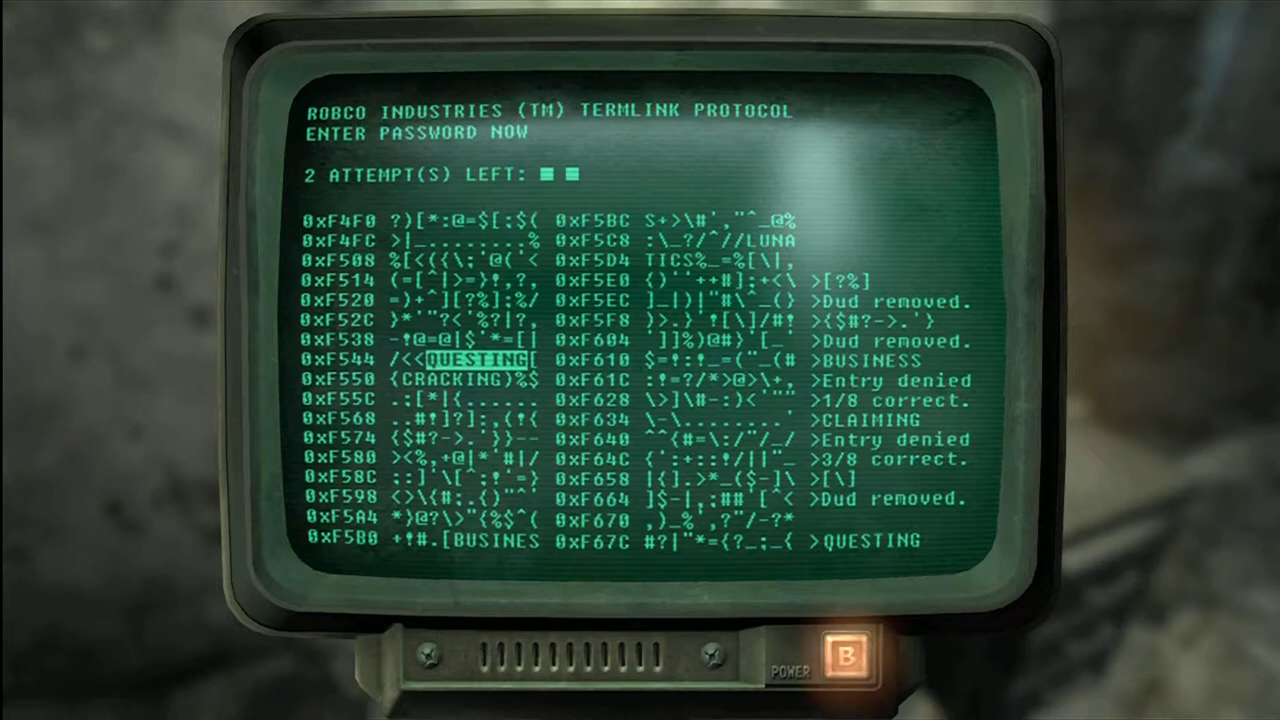 ROBCO INDUSTRIES (TM) TERMLINK PROTOCOL
ENTER PASSWORD NOW
2 ATTEMPT(S) LEFT: ■ ■
0xF4F0 ?)[*:@=$[;$( 0xF5BC S+>\#',"^_@%
0xF4FC >|_........;% 0xF5C8 :\_?/^//LUNA
0xF508 %[<({\;'@('< 0xF5D4 TICS%_=%[\|,
0xF514 (=[^|>=}!,?, 0xF5E0 {)''++#];+<\ >[?%]
0xF520 =)+^][?%];%/ 0xF5EC ]_|)|"#\^_(} >Dud removed.
0xF52C }*'"?<'%?|?, 0xF5F8 )>.}'![\]/#! >{$#?->.'}
0xF538 -!@=@|$'*=[| 0xF604 ']]%)@#}'[_' >Dud removed.
0xF544 /<<QUESTING[ 0xF610 $=!:!_=("_(# >BUSINESS
0xF550 {CRACKING)%$ 0xF61C :!=?/*>@>\+, >Entry denied
0xF55C .;[*|{...... 0xF628 \>]\#-:)<'"" >1/8 correct.
0xF568 ..#!]?];,(!{ 0xF634 \-\........' >CLAIMING
0xF574 {$#?->.'}}-- 0xF640 ^^{#=\:/"/_/ >Entry denied
0xF580 ><%,+@|*'#|/ 0xF64C {':+::!/||"_ >3/8 correct.
0xF58C ::]'\[^:!'=} 0xF658 |{].>*_($-]\ >[\]
0xF598 <>\{#;.{)"^' 0xF664 ]$-|,;##'[^< >Dud removed.
0xF5A4 *}@?\>"{%$^( 0xF670 ,)_%',?"/-?*
0xF5B0 +!#.[BUSINES 0xF67C #?|"*={?_;_{ >QUESTING
POWER
B